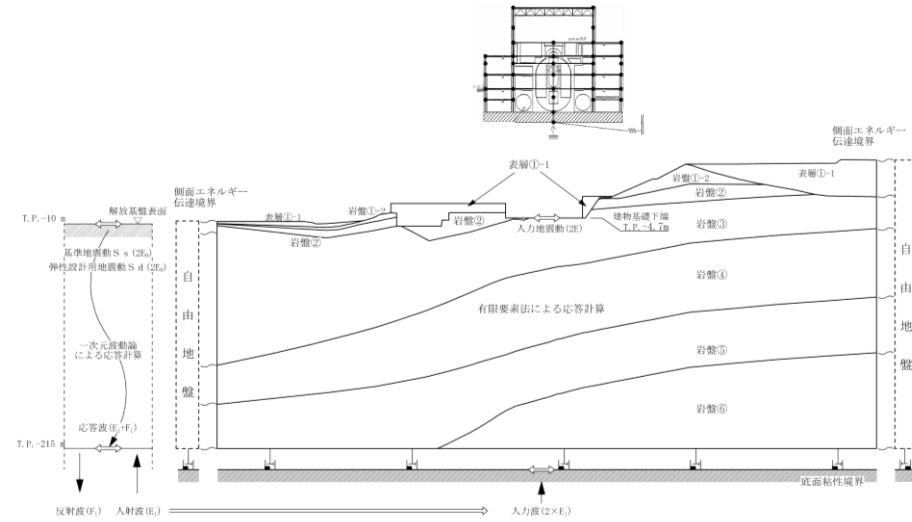 側面エネルギー
伝達境界
表層①-1
岩盤①-2
表層①-1
岩盤②
側面エネルギー
伝達境界
解放基盤表面
T.P.-10 m
表層①-1
岩盤①-2
岩盤②
岩盤②
入力地震動(2E)
建物基礎下端
T.P.-4.7m
岩盤③
基準地震動Ss(2E₀)
弾性設計用地震動Sd(2E₀)
自由地盤
岩盤④
自由地盤
有限要素法による応答計算
一次元波動論
による応答計算
岩盤⑤
岩盤⑥
応答波(E₁+F₁)
T.P.-215 m
底面粘性境界
反射波(F₁)
入射波(E₁)
入力波(2×E₁)